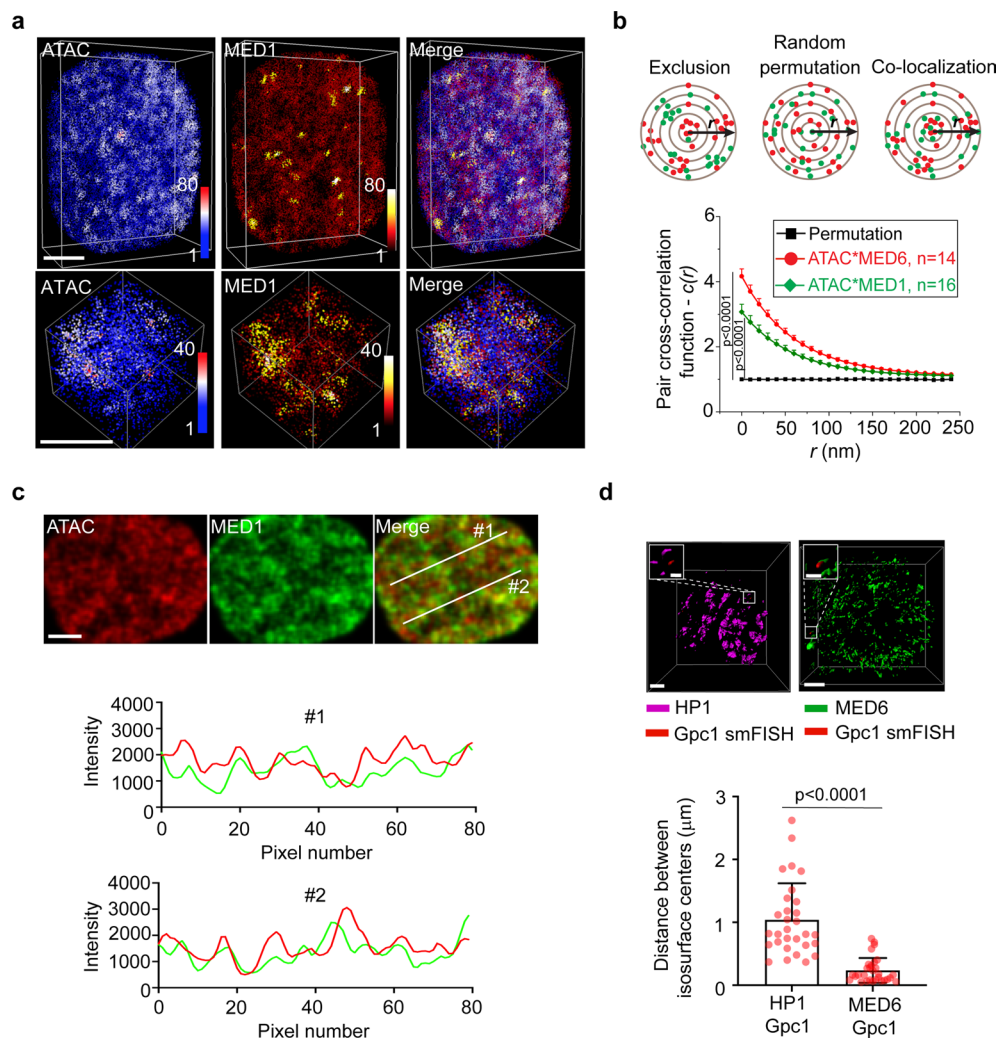 a
ATAC
MED1
Merge
80
1
80
1
ATAC
MED1
Merge
40
1
40
1
b
Exclusion
Random
permutation
Co-localization
r
r
r
Pair cross-correlation
function - c(r)
6
4
2
0
Permutation
ATAC*MED6, n=14
ATAC*MED1, n=16
p<0.0001
p<0.0001
0 50 100 150 200 250
r (nm)
c
ATAC
MED1
Merge
#1
#2
Intensity
4000
3000
2000
1000
0
#1
0 20 40 60 80
Pixel number
Intensity
4000
3000
2000
1000
0
#2
0 20 40 60 80
Pixel number
d
HP1
Gpc1 smFISH
MED6
Gpc1 smFISH
Distance between
isosurface centers (μm)
3
2
1
0
p<0.0001
HP1
Gpc1
MED6
Gpc1